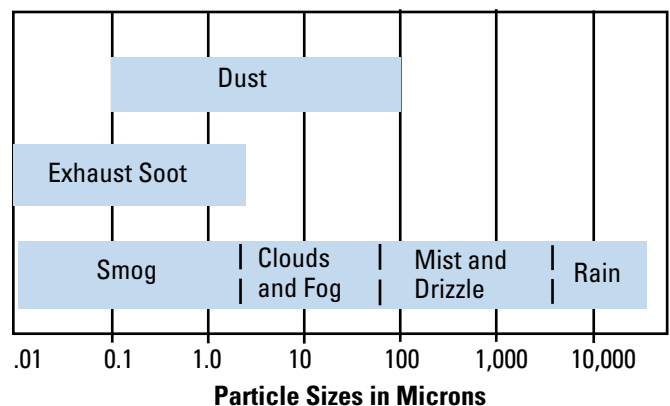 Dust
Exhaust Soot
Smog
Clouds
and Fog
Mist and
Drizzle
Rain
.01 0.1 1.0 10 100 1,000 10,000
Particle Sizes in Microns